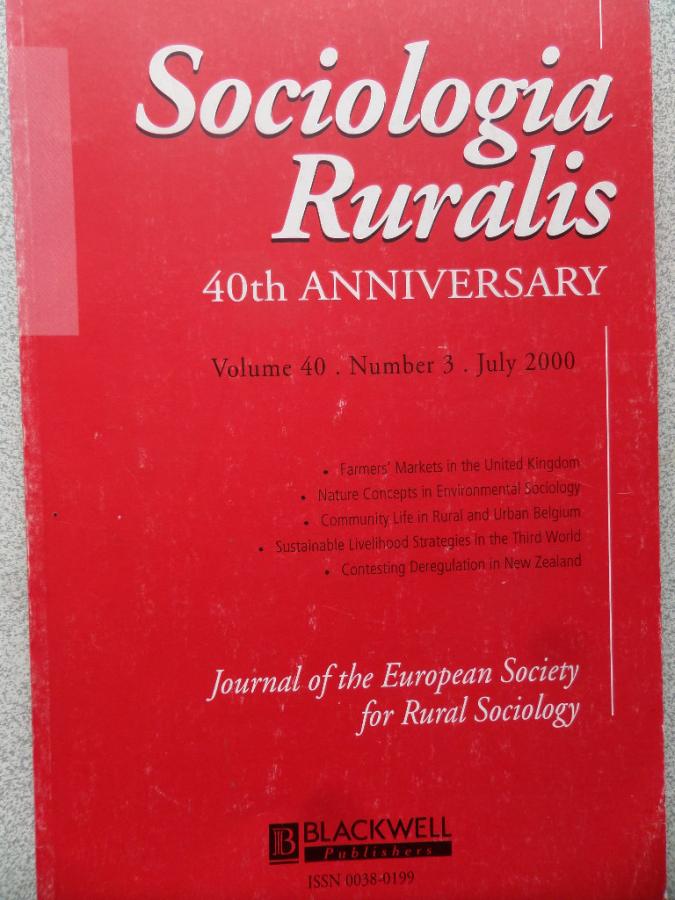 Sociologia
Ruralis
40th ANNIVERSARY
Volume 40 . Number 3 . July 2000
• Farmers' Markets in the United Kingdom
• Nature Concepts in Environmental Sociology
• Community Life in Rural and Urban Belgium
• Sustainable Livelihood Strategies in the Third World
• Contesting Deregulation in New Zealand
Journal of the European Society
for Rural Sociology
B BLACKWELL
Publishers
ISSN 0038-0199